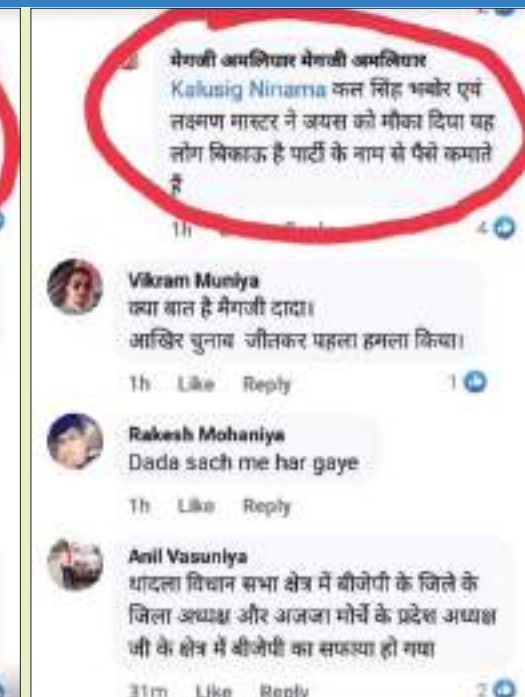 मेगजी अमलियार मेगजी अमलियार
Kalusig Ninama कल सिंह भबोर एवं
लक्ष्मण मास्टर ने जयस को मौका दिया यह
लोग बिकाऊ है पार्टी के नाम से पैसे कमाते
हैं
1h Reply 4
Vikram Muniya
क्या बात है मैगजी दादा।
आखिर चुनाव जीतकर पहला हमला किया।
1h Like Reply 1
Rakesh Mohaniya
Dada sach me har gaye
1h Like Reply
Anil Vasuniya
थांदला विधान सभा क्षेत्र में बीजेपी के जिले के
जिला अध्यक्ष और अजजा मोर्चे के प्रदेश अध्यक्ष
जी के क्षेत्र में बीजेपी का सफाया हो गया
31m Like Reply 2